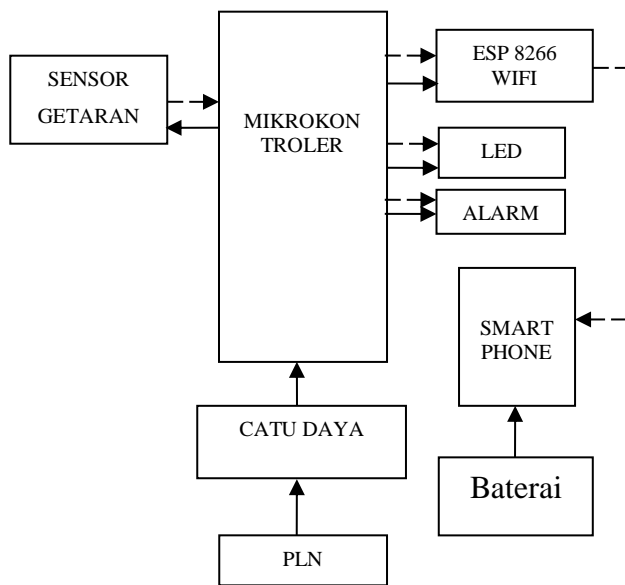 SENSOR
GETARAN
MIKROKON
TROLER
ESP 8266
WIFI
LED
ALARM
SMART
PHONE
CATU DAYA
Baterai
PLN